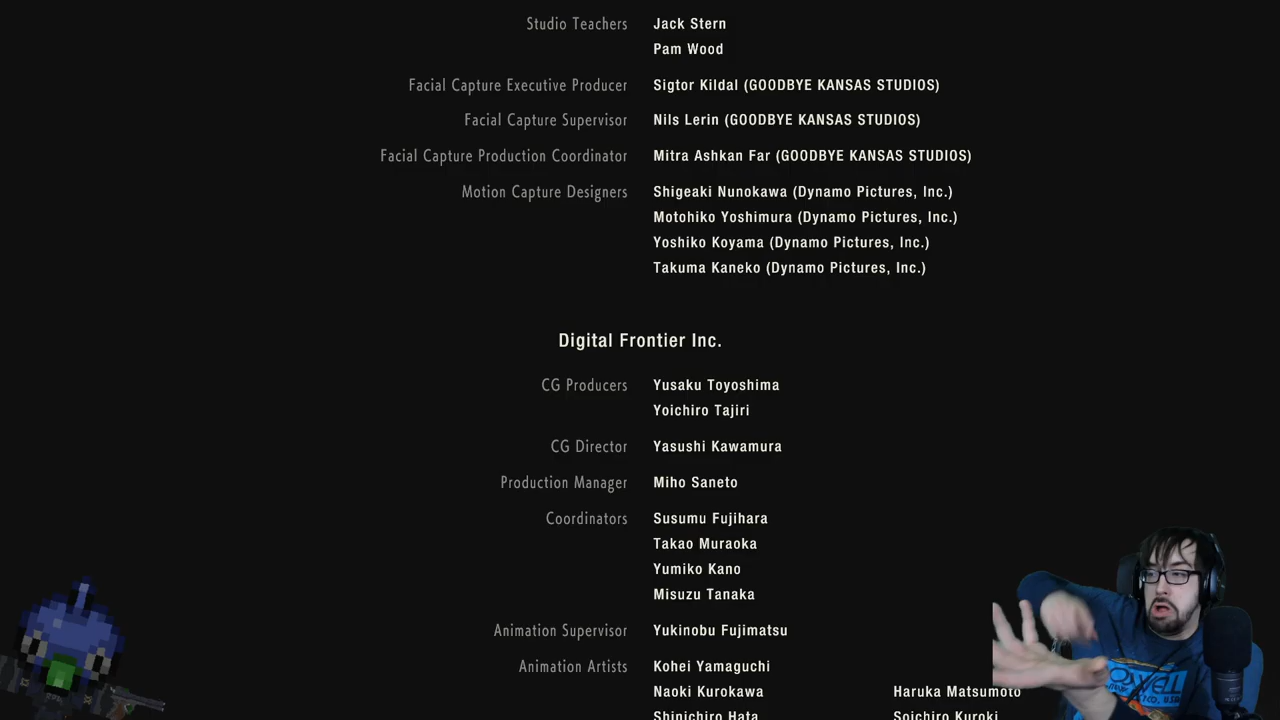 Studio Teachers Jack Stern
Pam Wood
Facial Capture Executive Producer Sigtor Kildal (GOODBYE KANSAS STUDIOS)
Facial Capture Supervisor Nils Lerin (GOODBYE KANSAS STUDIOS)
Facial Capture Production Coordinator Mitra Ashkan Far (GOODBYE KANSAS STUDIOS)
Motion Capture Designers Shigeaki Nunokawa (Dynamo Pictures, Inc.)
Motohiko Yoshimura (Dynamo Pictures, Inc.)
Yoshiko Koyama (Dynamo Pictures, Inc.)
Takuma Kaneko (Dynamo Pictures, Inc.)
Digital Frontier Inc.
CG Producers Yusaku Toyoshima
Yoichiro Tajiri
CG Director Yasushi Kawamura
Production Manager Miho Saneto
Coordinators Susumu Fujihara
Takao Muraoka
Yumiko Kano
Misuzu Tanaka
Animation Supervisor Yukinobu Fujimatsu
Animation Artists Kohei Yamaguchi
Naoki Kurokawa Haruka Matsumoto
Shinichiro Hata Soichiro Kuroki